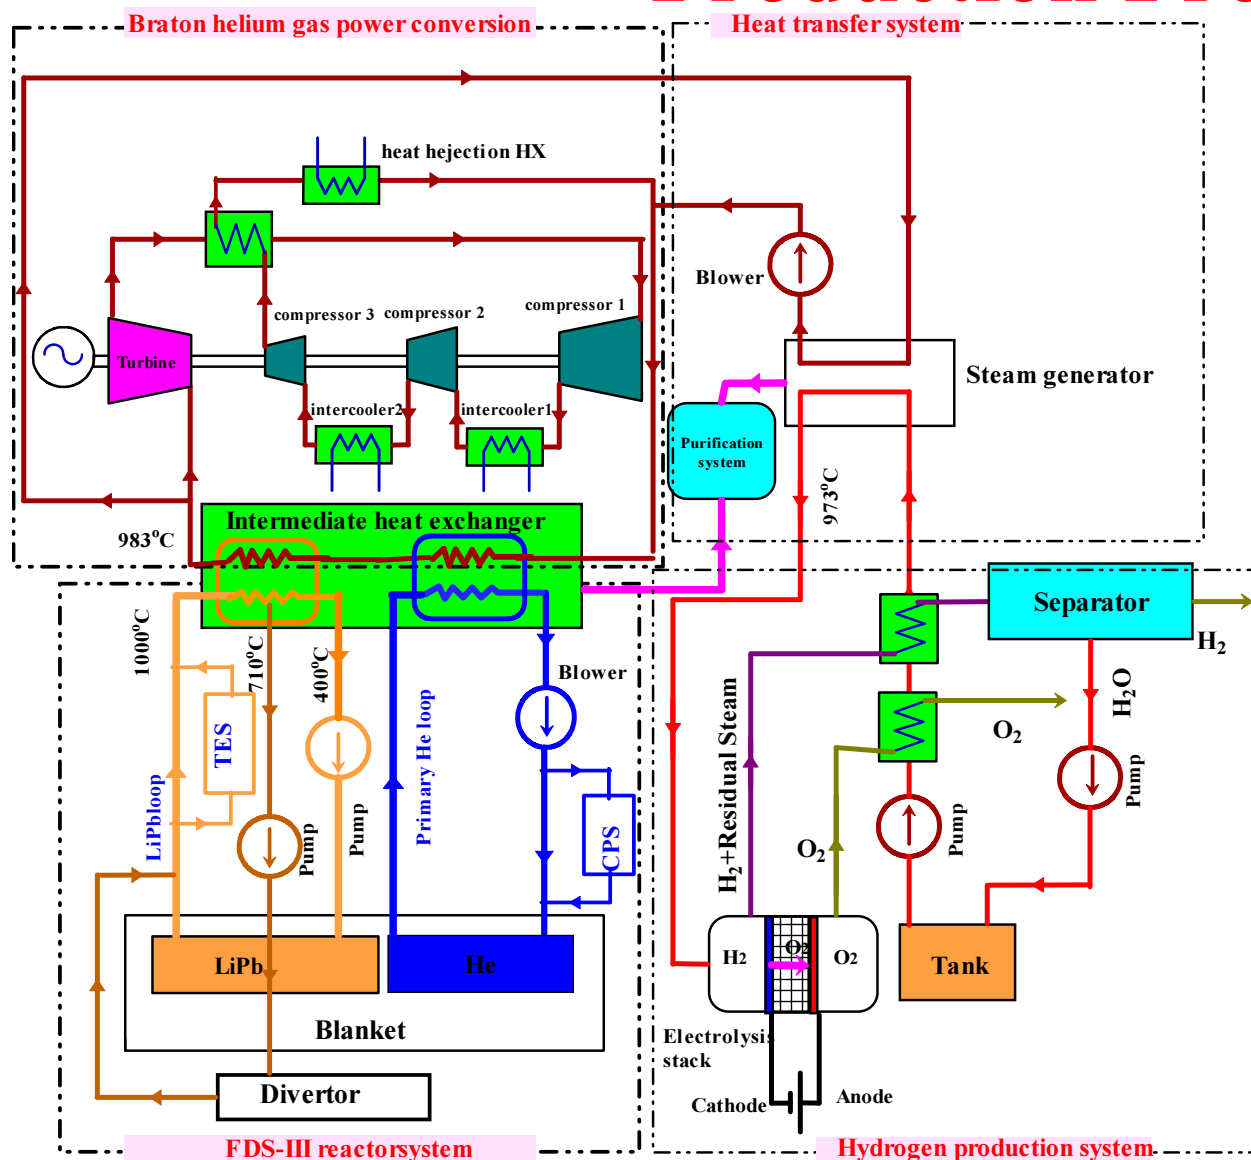 Braton helium gas power conversion
Heat transfer system
heat hejection HX
Blower
compressor 3
compressor 2
compressor 1
Turbine
Steam generator
intercooler2
intercooler1
Purification
system
973°C
983°C
Intermediate heat exchanger
1000°C
710°C
400°C
Blower
Separator
H2
H2O
O2
TES
LiPbloop
Pump
Pump
Primary He loop
CPS
H2+Residual Steam
O2
Pump
Pump
LiPb
He
Blanket
H2
O2
O2
Tank
Electrolysis
stack
Divertor
Cathode
Anode
FDS-III reactorsystem
Hydrogen production system